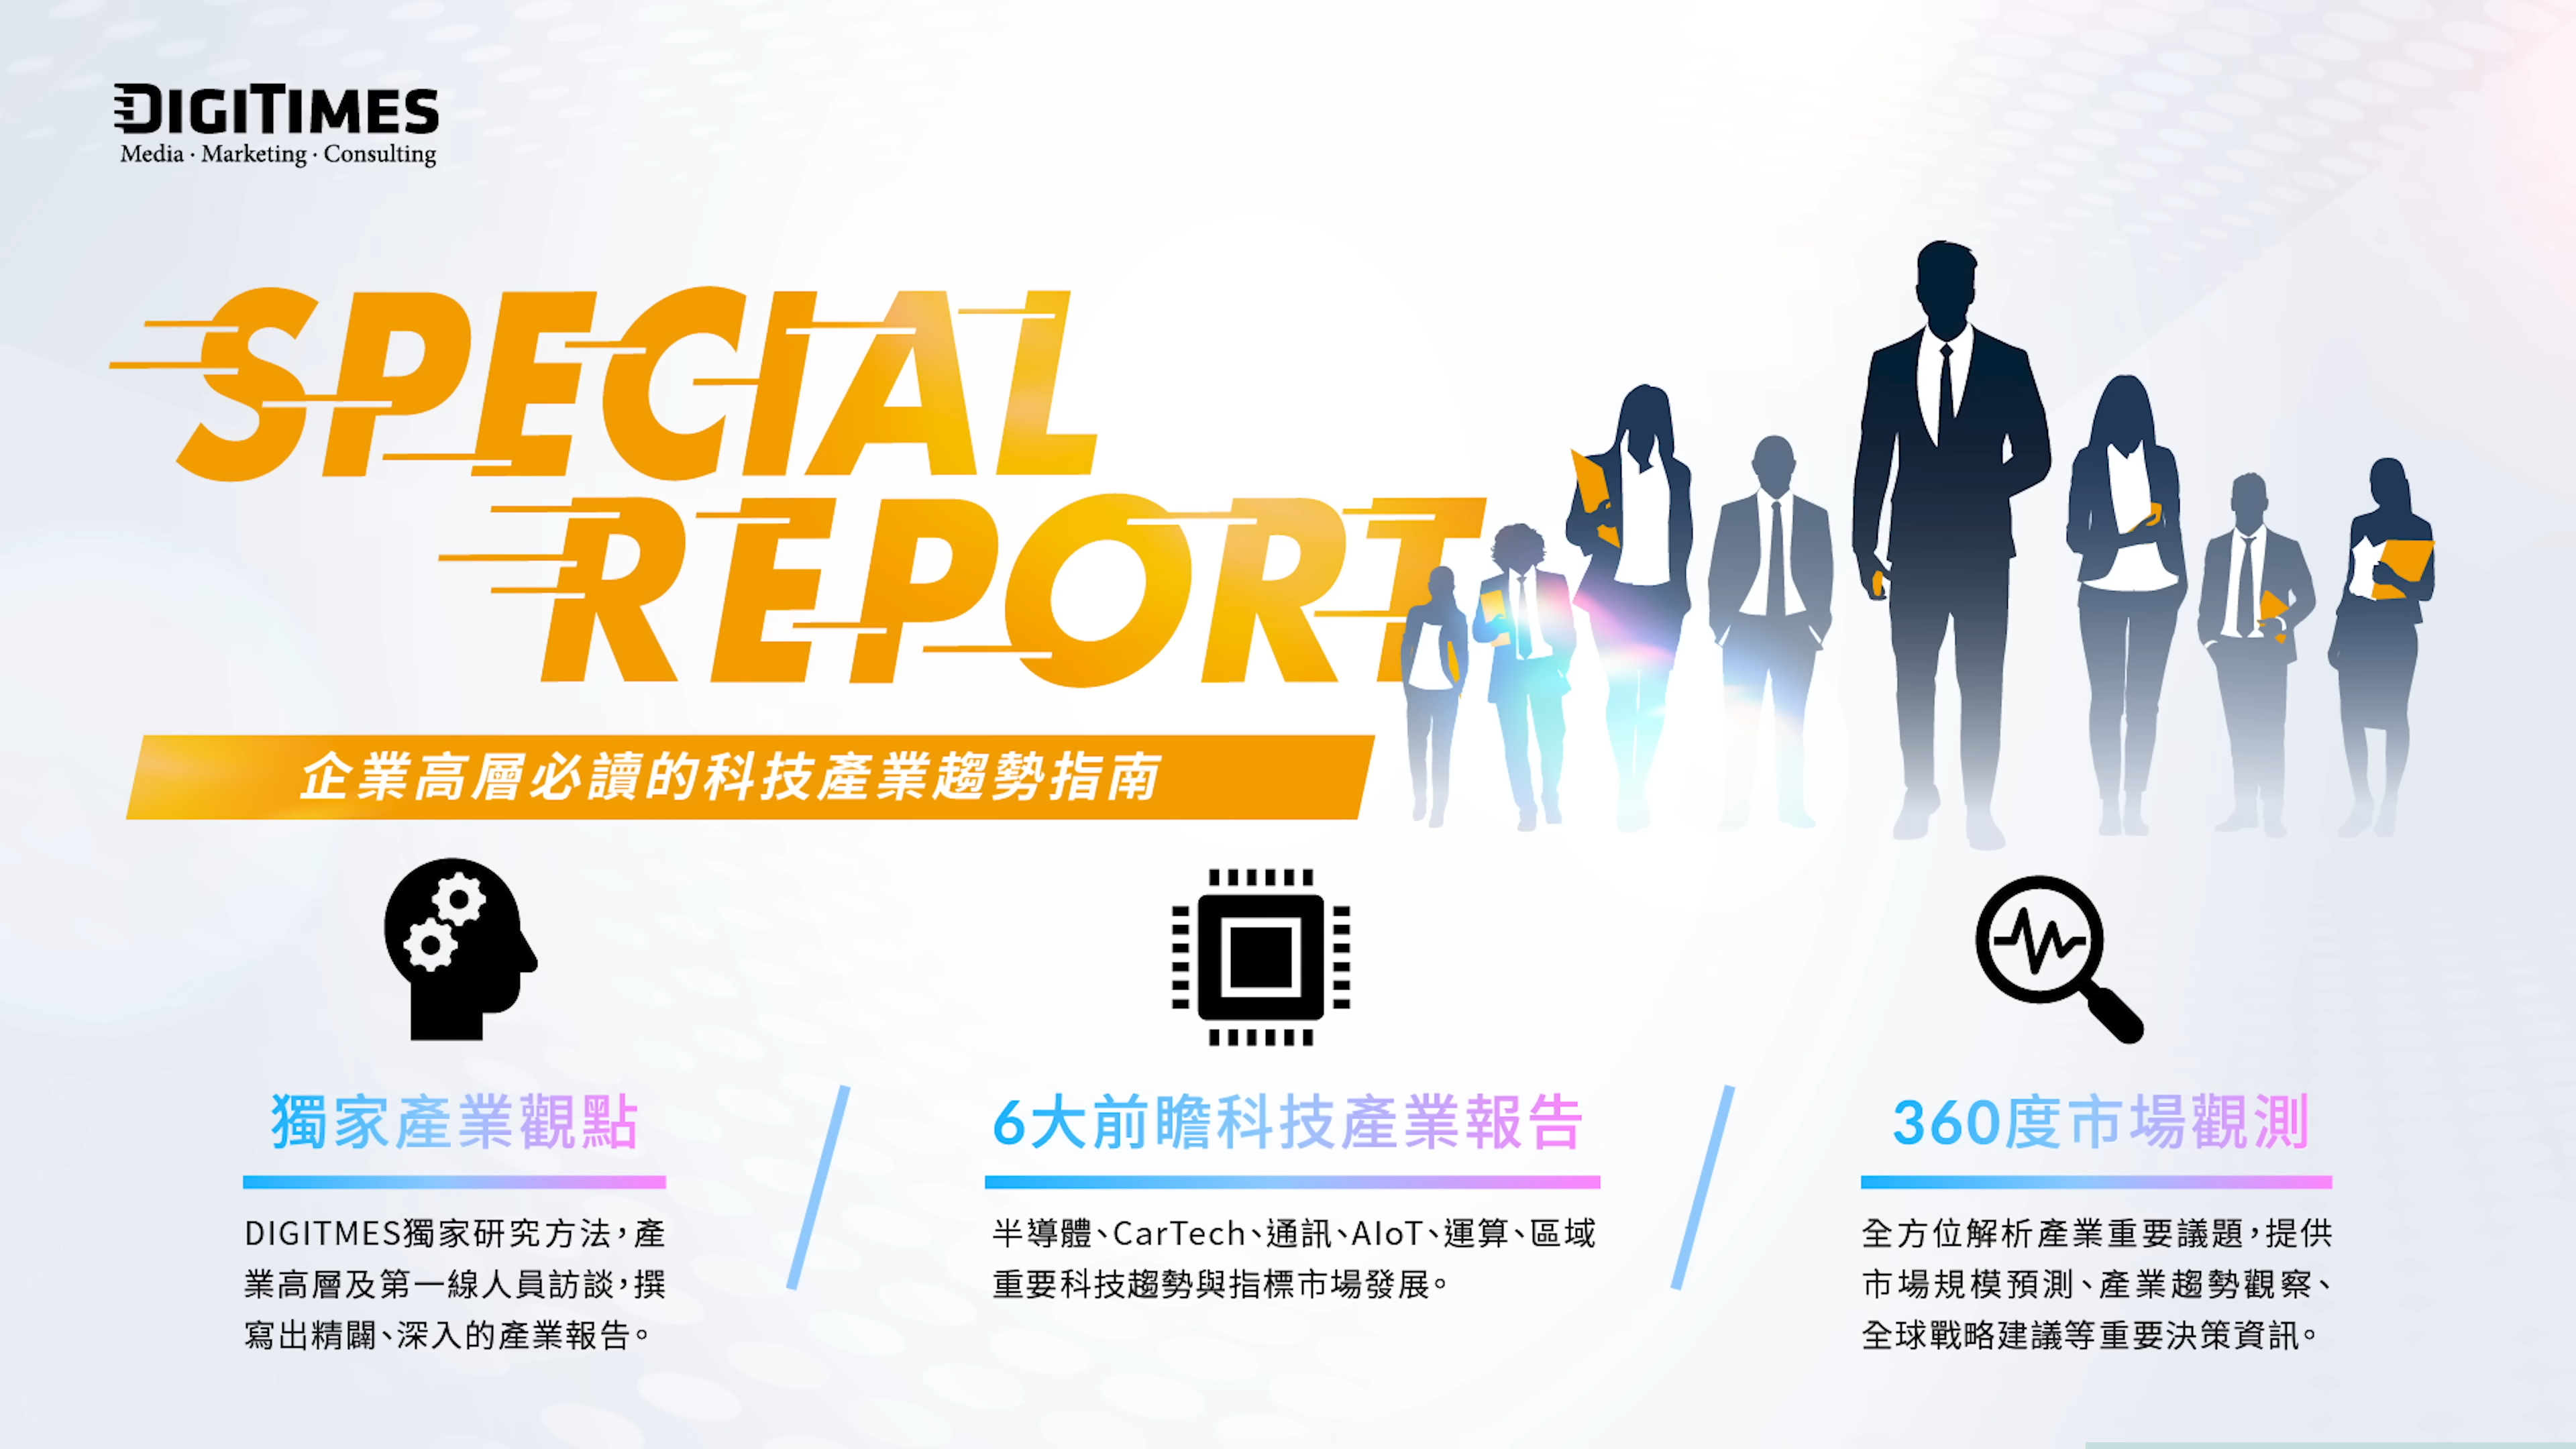 DIGITIMES
Media · Marketing · Consulting
SPECIAL
REPORT
企業高層必讀的科技產業趨勢指南
獨家產業觀點
DIGITMES獨家研究方法，產
業高層及第一線人員訪談，撰
寫出精闢、深入的產業報告。
6大前瞻科技產業報告
半導體、CarTech、通訊、AIoT、運算、區域
重要科技趨勢與指標市場發展。
360度市場觀測
全方位解析產業重要議題，提供
市場規模預測、產業趨勢觀察、
全球戰略建議等重要決策資訊。